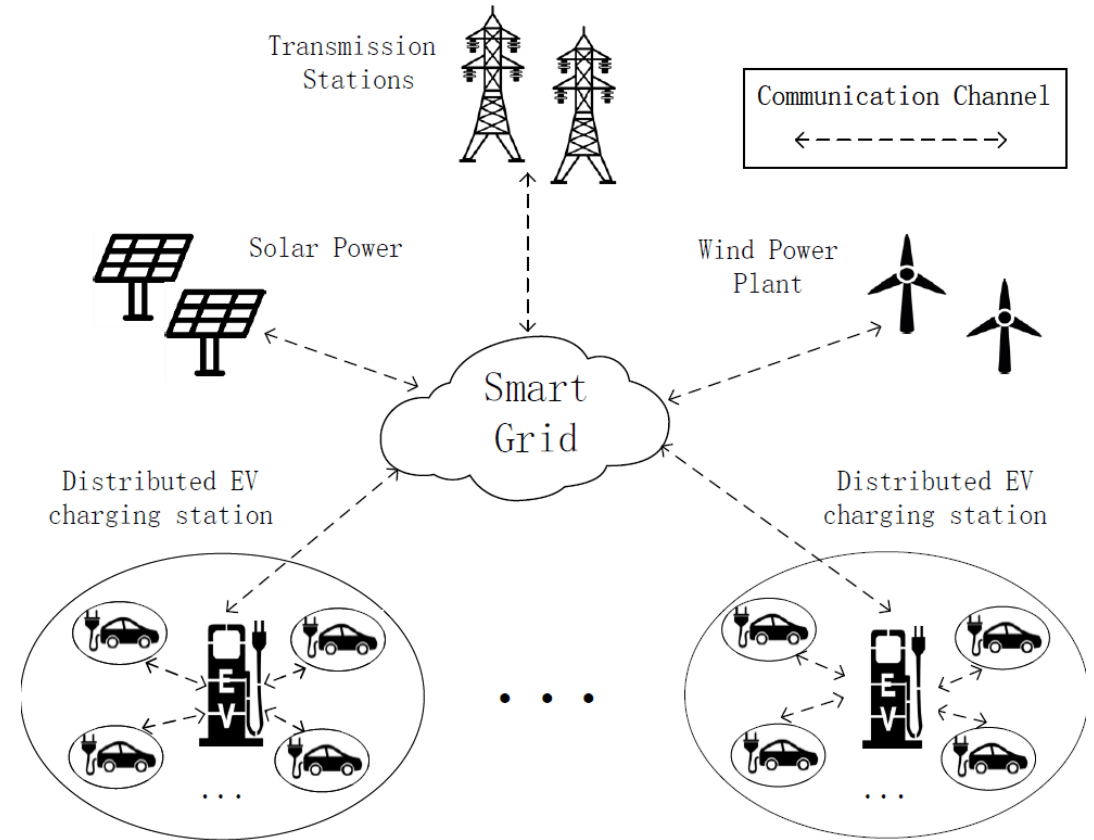 Transmission
Stations
Communication Channel
Solar Power
Wind Power
Plant
Smart
Grid
Distributed EV
charging station
Distributed EV
charging station
E
V
. . .
. . .
E
V
. . .